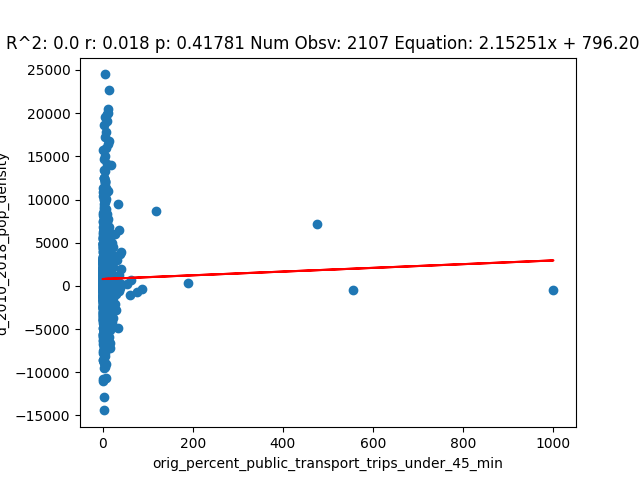 R^2: 0.0 r: 0.018 p: 0.41781 Num Obsv: 2107 Equation: 2.15251x + 796.20
25000
20000
15000
10000
5000
0
−5000
−10000
−15000
d_2010_2018_pop_density
0 200 400 600 800 1000
orig_percent_public_transport_trips_under_45_min